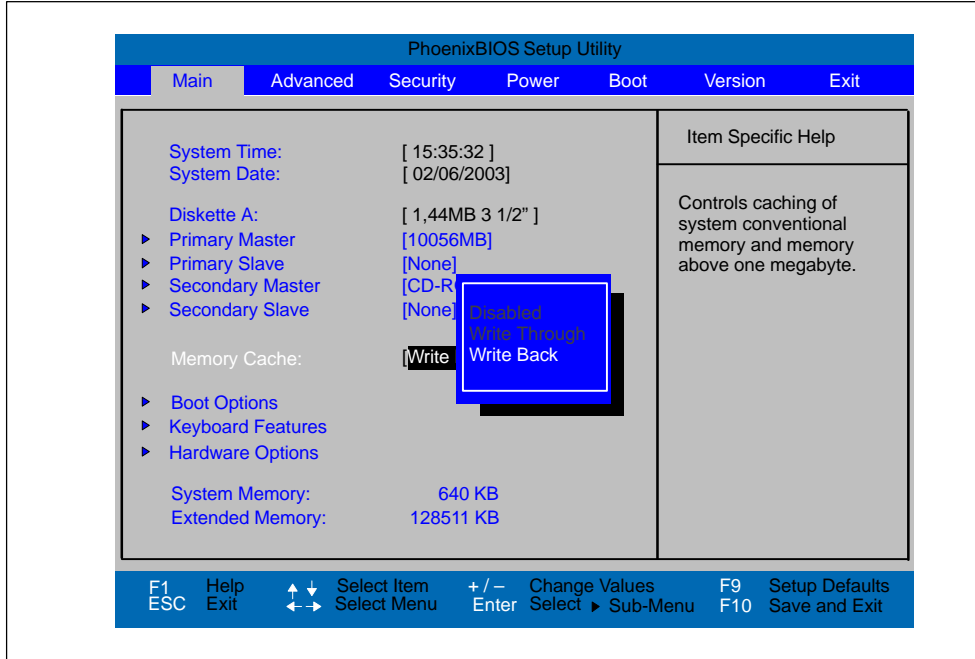 PhoenixBIOS Setup Utility
Main Advanced Security Power Boot Version Exit
System Time: [ 15:35:32 ]
System Date: [ 02/06/2003]
Diskette A: [ 1,44MB 3 1/2” ]
Primary Master [10056MB]
Primary Slave [None]
Secondary Master [CD-R
Secondary Slave [None]
Memory Cache: [Write
Disabled
Write Through
Write Back
Boot Options
Keyboard Features
Hardware Options
System Memory: 640 KB
Extended Memory: 128511 KB
Item Specific Help
Controls caching of
system conventional
memory and memory
above one megabyte.
F1 Help Select Item + / – Change Values F9 Setup Defaults
ESC Exit Select Menu Enter Select Sub-Menu F10 Save and Exit